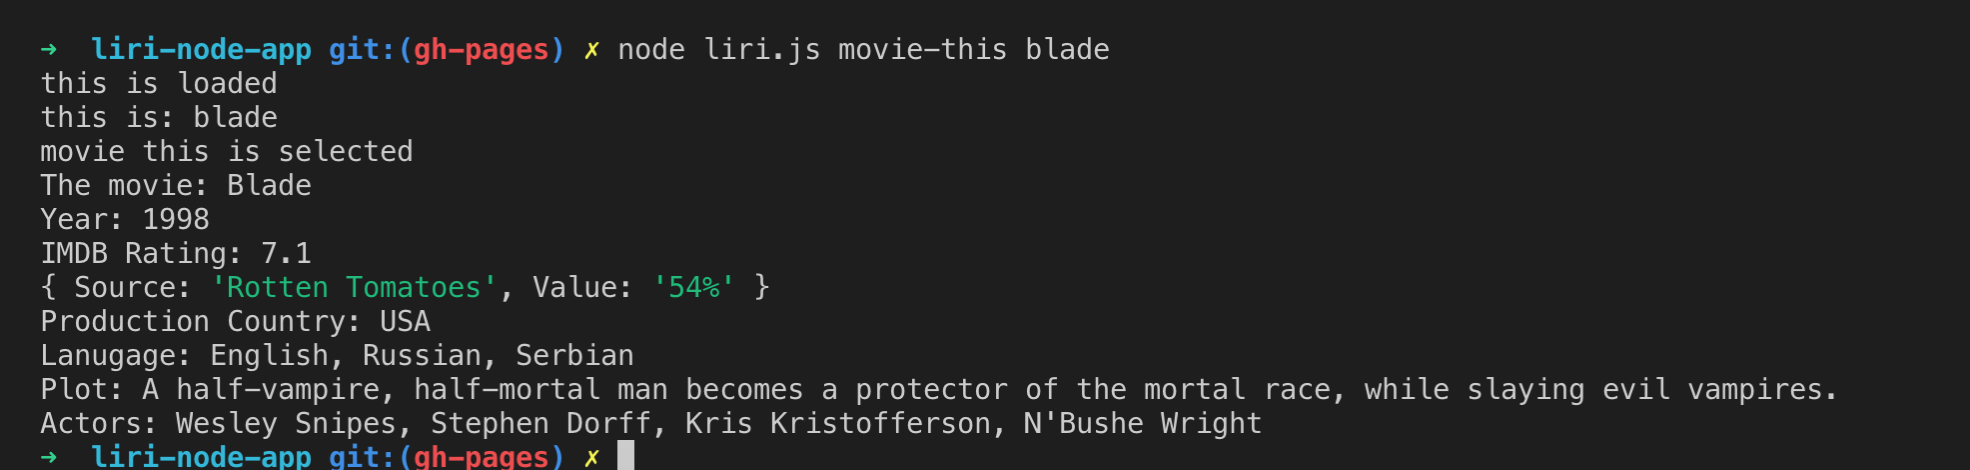 → liri-node-app git:(gh-pages) ✗ node liri.js movie-this blade
this is loaded
this is: blade
movie this is selected
The movie: Blade
Year: 1998
IMDB Rating: 7.1
{ Source: 'Rotten Tomatoes', Value: '54%' }
Production Country: USA
Lanugage: English, Russian, Serbian
Plot: A half-vampire, half-mortal man becomes a protector of the mortal race, while slaying evil vampires.
Actors: Wesley Snipes, Stephen Dorff, Kris Kristofferson, N'Bushe Wright
→ liri-node-app git:(gh-pages) ✗